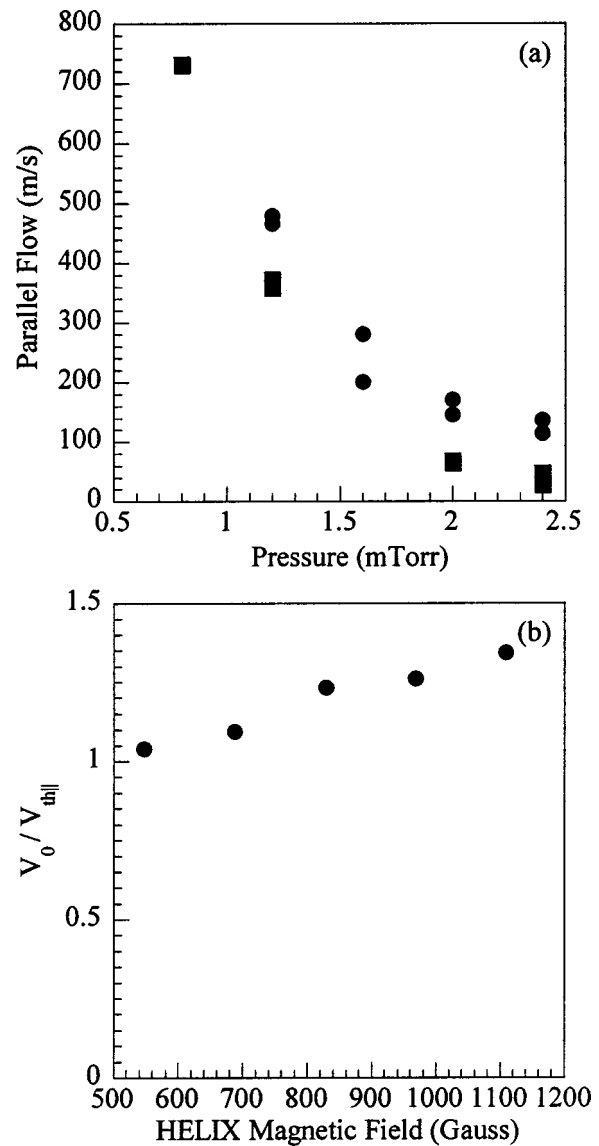 800
(a)
700
600
500
400
300
200
100
0
Parallel Flow (m/s)
0.5 1 1.5 2 2.5
Pressure (mTorr)
1.5
(b)
1
0.5
0
V₀ / V_th||
500 600 700 800 900 1000 1100 1200
HELIX Magnetic Field (Gauss)